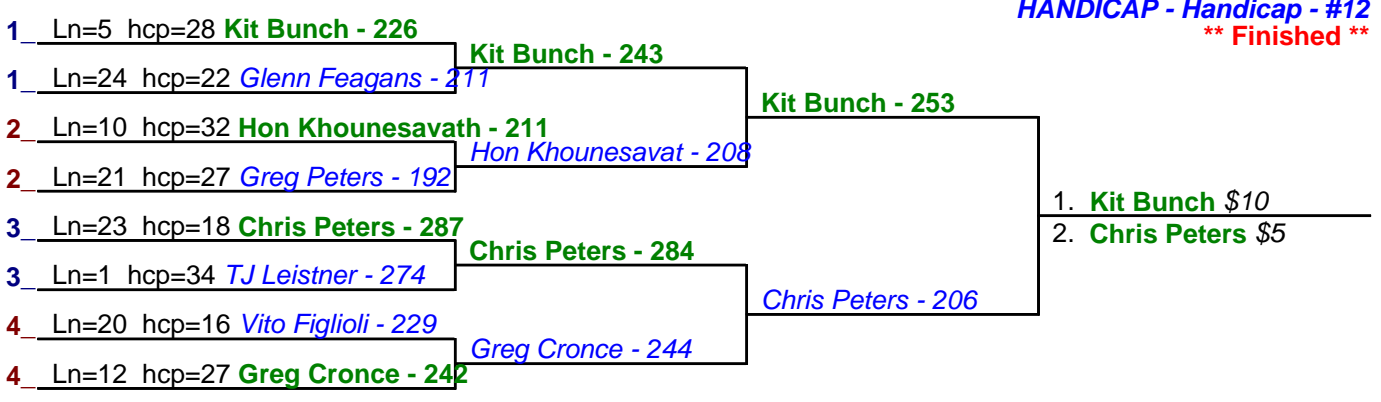 HANDICAP - Handicap - #12
** Finished **
1_ Ln=5 hcp=28 Kit Bunch - 226
1_ Ln=24 hcp=22 Glenn Feagans - 211
2_ Ln=10 hcp=32 Hon Khounesavath - 211
2_ Ln=21 hcp=27 Greg Peters - 192
3_ Ln=23 hcp=18 Chris Peters - 287
3_ Ln=1 hcp=34 TJ Leistner - 274
4_ Ln=20 hcp=16 Vito Figlioli - 229
4_ Ln=12 hcp=27 Greg Cronce - 242
Kit Bunch - 243
Hon Khounesavat - 208
Chris Peters - 284
Greg Cronce - 244
Kit Bunch - 253
Chris Peters - 206
1. Kit Bunch $10
2. Chris Peters $5